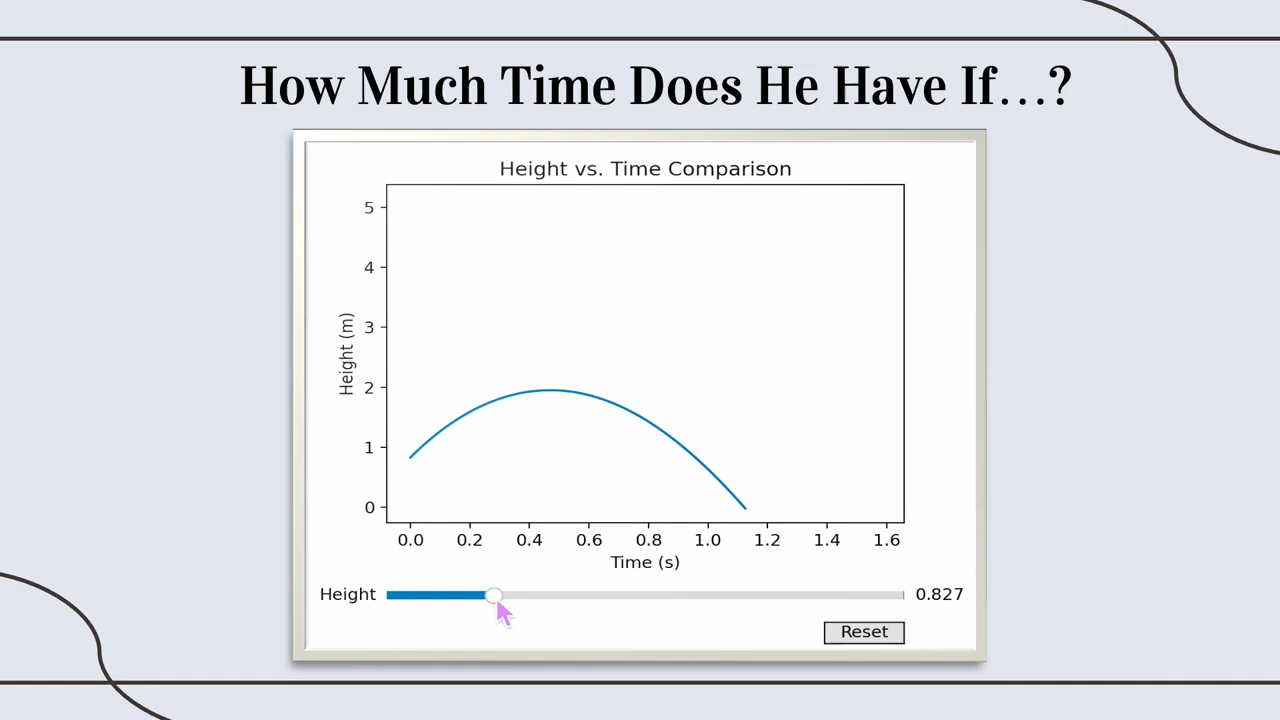 How Much Time Does He Have If…?
Height vs. Time Comparison
5
4
3
2
1
0
Height (m)
0.0 0.2 0.4 0.6 0.8 1.0 1.2 1.4 1.6
Time (s)
Height 0.827
Reset